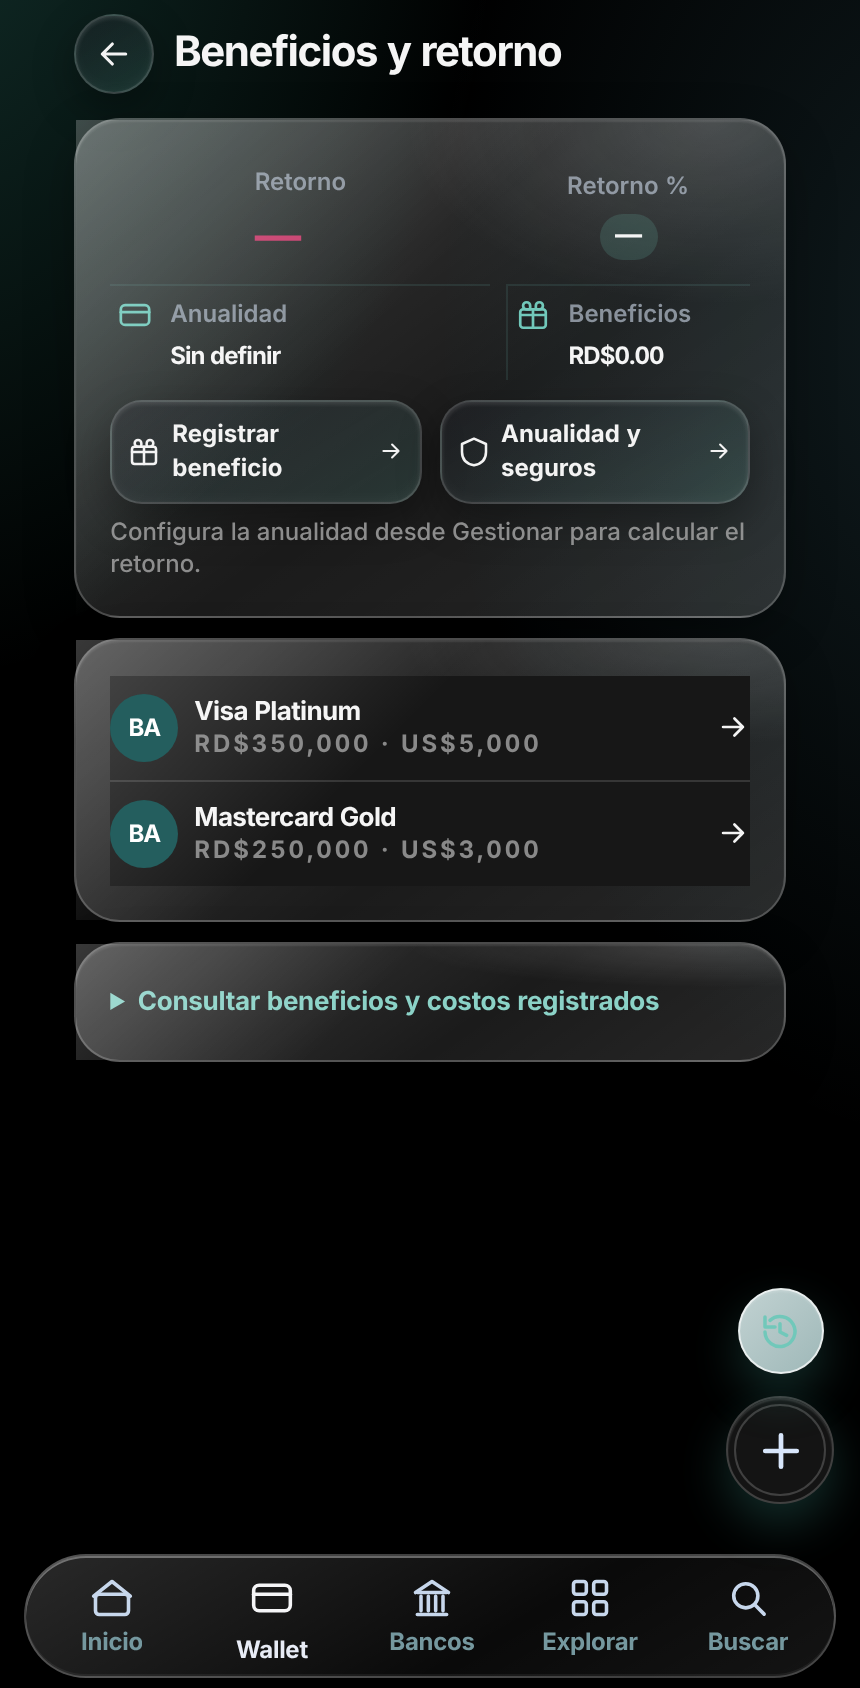 Beneficios y retorno
Retorno
Retorno %
—
—
Anualidad
Sin definir
Beneficios
RD$0.00
Registrar
beneficio
Anualidad y
seguros
Configura la anualidad desde Gestionar para calcular el
retorno.
BA
Visa Platinum
RD$350,000 · US$5,000
BA
Mastercard Gold
RD$250,000 · US$3,000
Consultar beneficios y costos registrados
Inicio
Wallet
Bancos
Explorar
Buscar